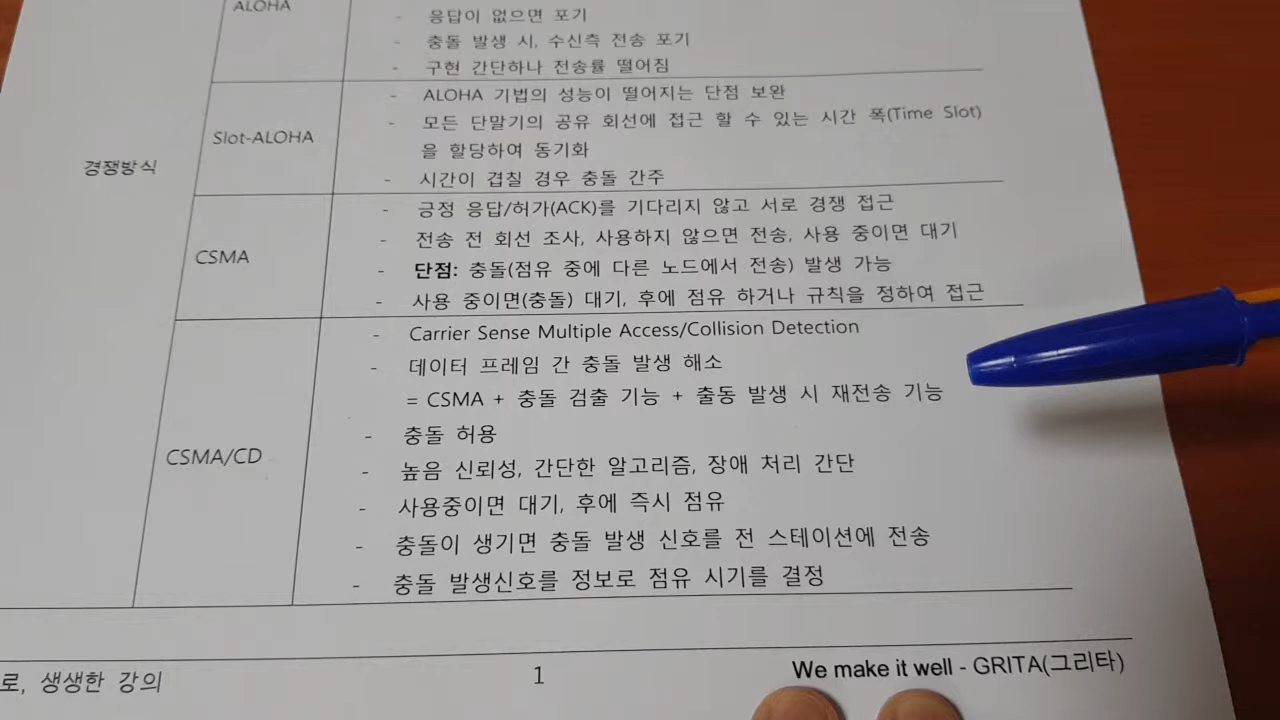 ALOHA
- 응답이 없으면 포기
- 충돌 발생 시, 수신측 전송 포기
- 구현 간단하나 전송률 떨어짐
경쟁방식
Slot-ALOHA
- ALOHA 기법의 성능이 떨어지는 단점 보완
- 모든 단말기의 공유 회선에 접근 할 수 있는 시간 폭(Time Slot)
을 할당하여 동기화
- 시간이 겹칠 경우 충돌 간주
CSMA
- 긍정 응답/허가(ACK)를 기다리지 않고 서로 경쟁 접근
- 전송 전 회선 조사, 사용하지 않으면 전송, 사용 중이면 대기
- 단점: 충돌(점유 중에 다른 노드에서 전송) 발생 가능
- 사용 중이면(충돌) 대기, 후에 점유 하거나 규칙을 정하여 접근
CSMA/CD
- Carrier Sense Multiple Access/Collision Detection
- 데이터 프레임 간 충돌 발생 해소
= CSMA + 충돌 검출 기능 + 출동 발생 시 재전송 기능
- 충돌 허용
- 높음 신뢰성, 간단한 알고리즘, 장애 처리 간단
- 사용중이면 대기, 후에 즉시 점유
- 충돌이 생기면 충돌 발생 신호를 전 스테이션에 전송
- 충돌 발생신호를 정보로 점유 시기를 결정
로, 생생한 강의
1
We make it well - GRITA(그리타)